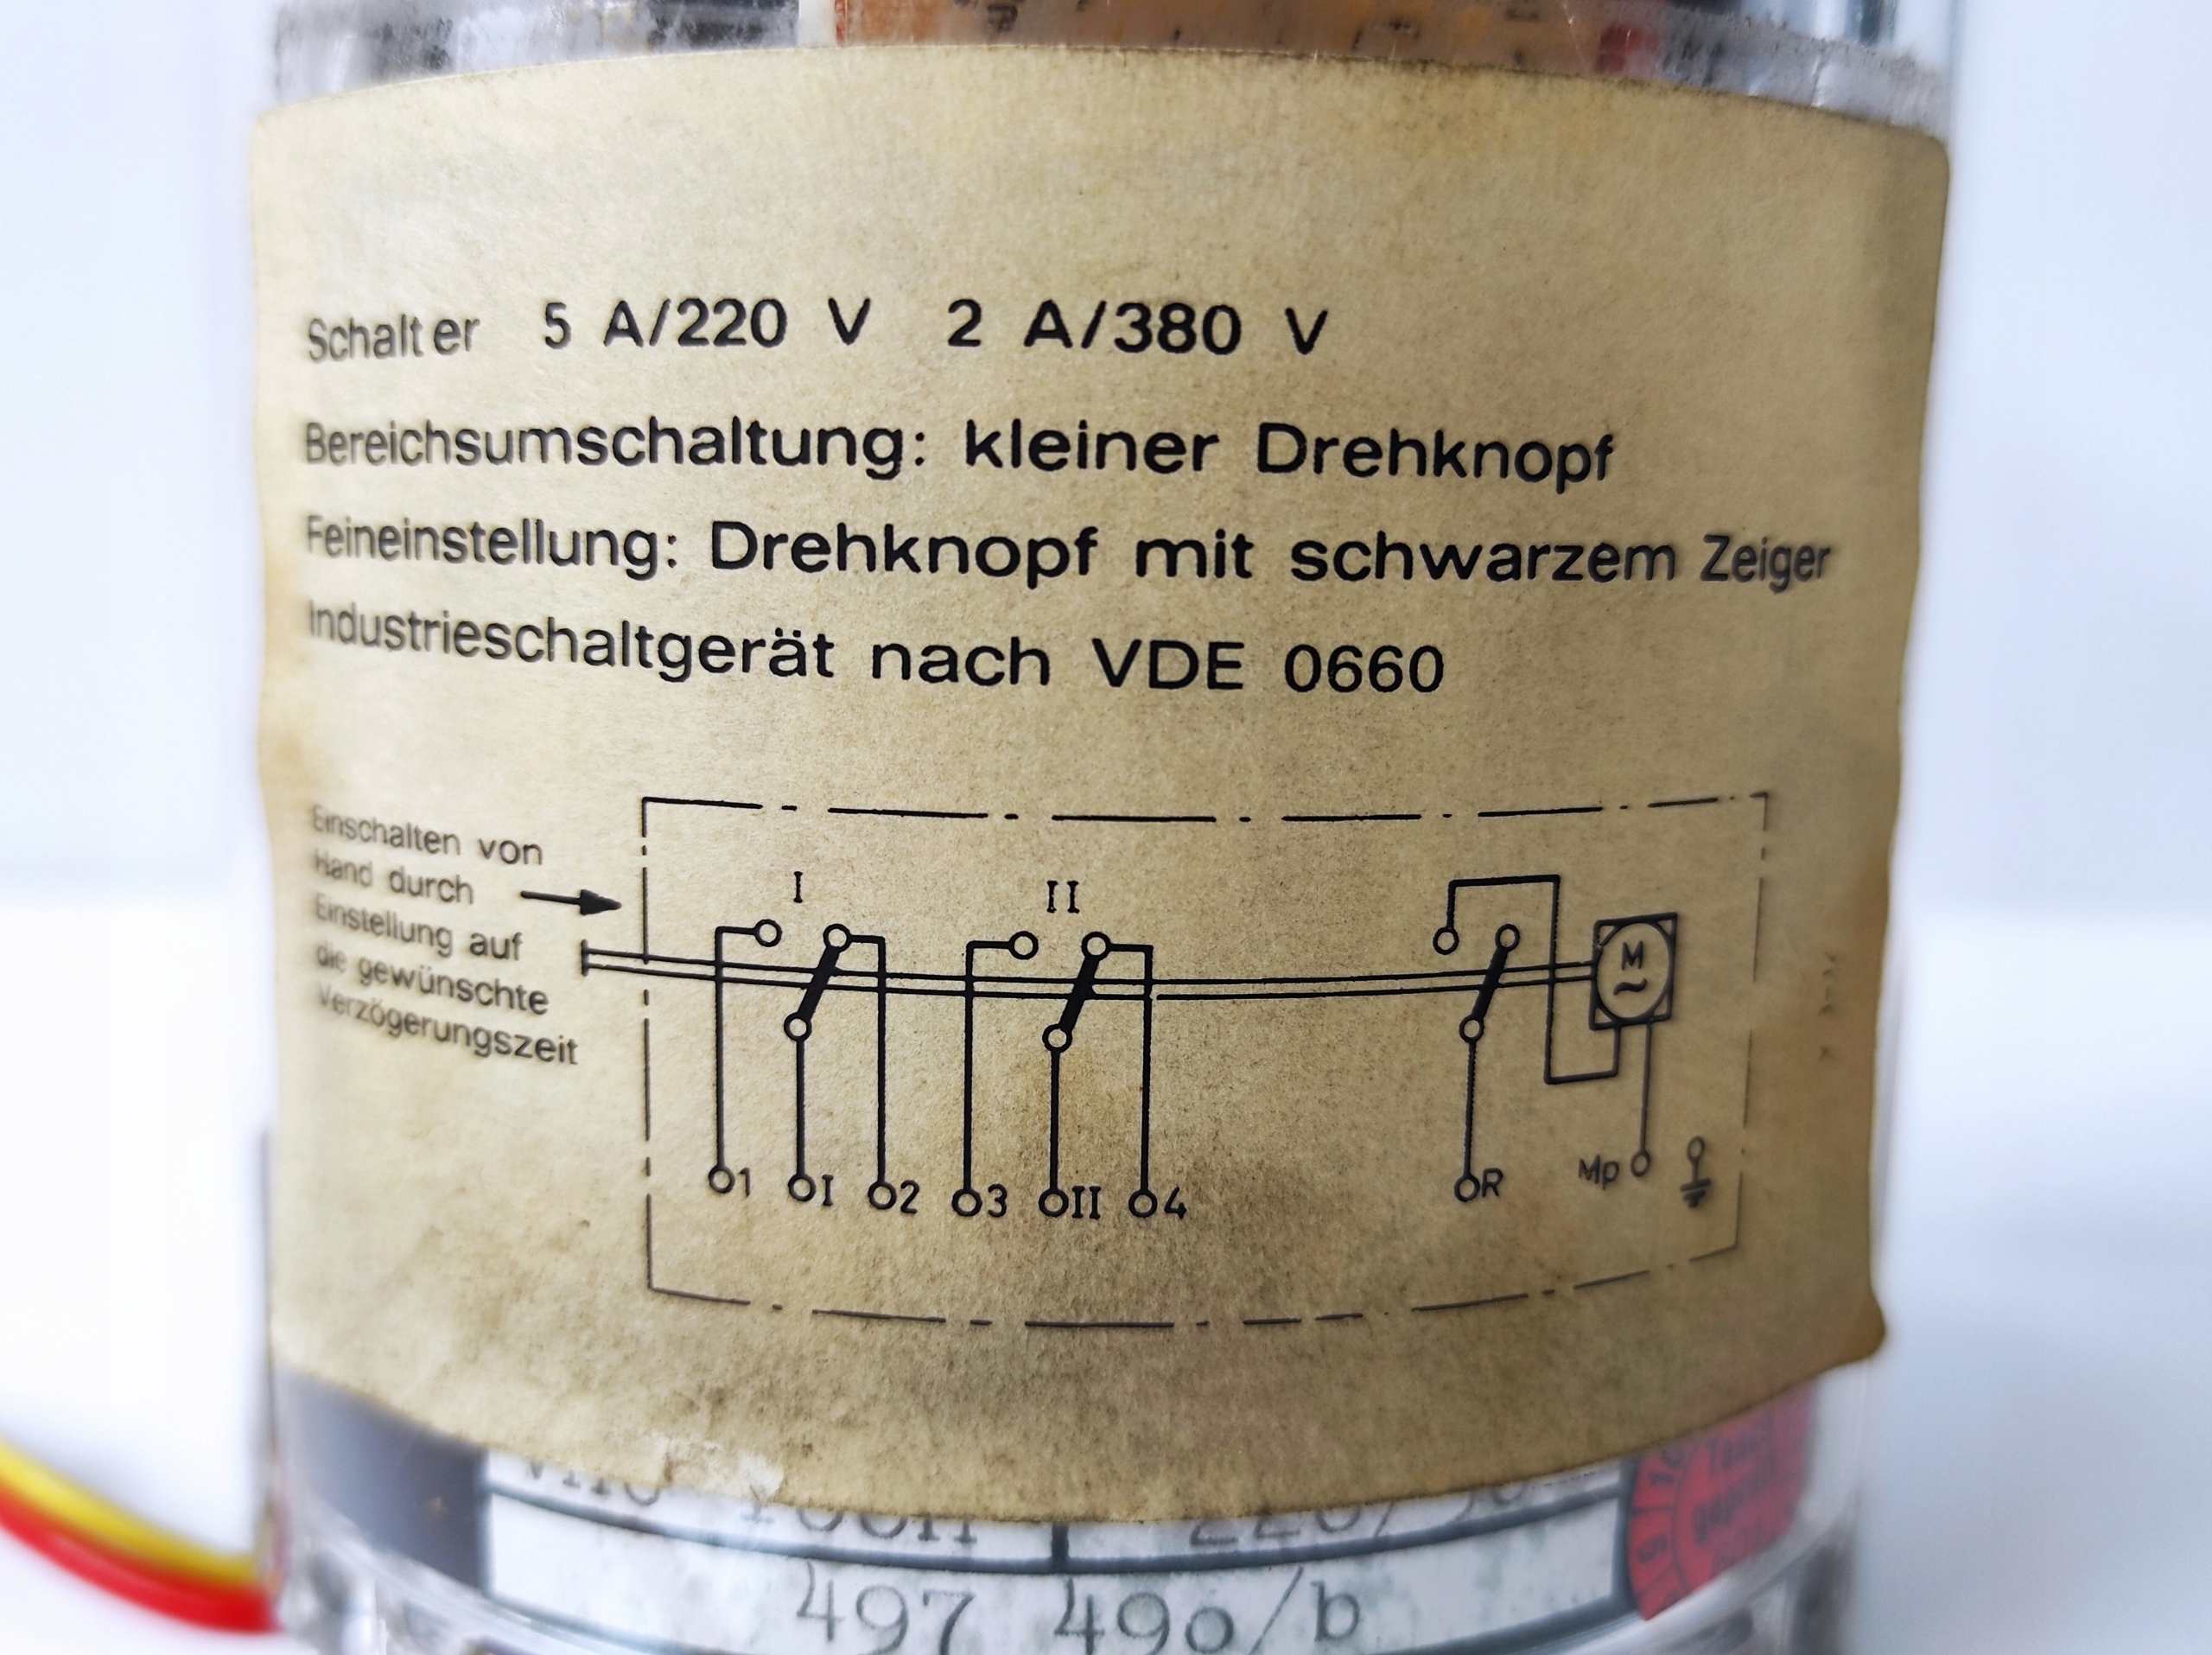 Schalter 5 A/220 V 2 A/380 V
Bereichsumschaltung: kleiner Drehknopf
Feineinstellung: Drehknopf mit schwarzem Zeiger
Industrieschaltgerät nach VDE 0660
Einschalten von
Hand durch
Einstellung auf
die gewünschte
Verzögerungszeit
I II
M
~
1 I 2 3 II 4 R Mp
497 490/b